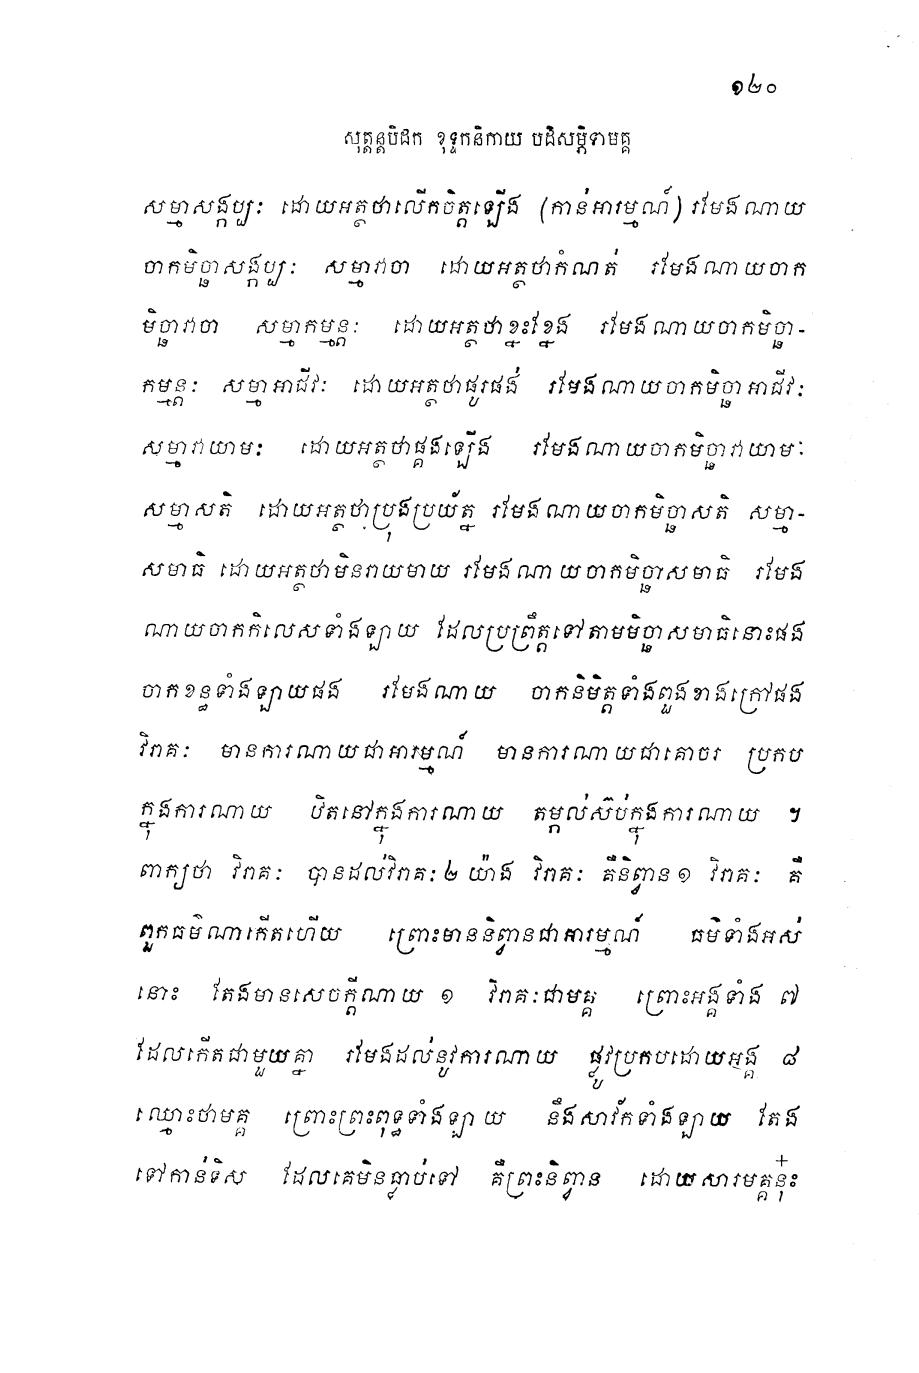 ១២០
សុត្តន្តបិដក ខុទ្ទកនិកាយ បដិសម្ភិទាមគ្គ
សម្មាសង្កប្បៈ ដោយអត្ថថាលើកចិត្តឡើង (កាន់អារម្មណ៍) រមែងណាយ
ចាកមិច្ឆាសង្កប្បៈ សម្មាវាចា ដោយអត្ថថាកំណត់ រមែងណាយចាក
មិច្ឆាវាចា សម្មាកម្មន្តៈ ដោយអត្ថថាខ្នះខ្នែង រមែងណាយចាកមិច្ឆា-
កម្មន្តៈ សម្មាអាជីវៈ ដោយអត្ថថាផូរផង់ រមែងណាយចាកមិច្ឆាអាជីវៈ
សម្មាវាយាមៈ ដោយអត្ថថាផ្គងឡើង រមែងណាយចាកមិច្ឆាវាយាមៈ
សម្មាសតិ ដោយអត្ថថាប្រុងប្រយ័ត្ន រមែងណាយចាកមិច្ឆាសតិ សម្មា-
សមាធិ ដោយអត្ថថាមិនរាយមាយ រមែងណាយចាកមិច្ឆាសមាធិ រមែង
ណាយចាកកិលេសទាំងឡាយ ដែលប្រព្រឹត្តទៅតាមមិច្ឆាសមាធិនោះផង
ចាកខន្ធទាំងឡាយផង រមែងណាយ ចាកនិមិត្តទាំងពួងខាងក្រៅផង
វិរាគៈ មានការណាយជាអារម្មណ៍ មានការណាយជាគោចរ ប្រកប
ក្នុងការណាយ ឋិតនៅក្នុងការណាយ តម្កល់ស៊ប់ក្នុងការណាយ ។
ពាក្យថា វិរាគៈ បានដល់វិរាគៈ ២ យ៉ាង វិរាគៈ គឺនិព្វាន ១ វិរាគៈ គឺ
ពួកធម៌ណាកើតហើយ ព្រោះមាននិព្វានជាអារម្មណ៍ ធម៌ទាំងអស់
នោះ តែងមានសេចក្តីណាយ ១ វិរាគៈជាមគ្គ ព្រោះអង្គទាំង ៧
ដែលកើតជាមួយគ្នា រមែងដល់នូវការណាយ ផ្លូវប្រកបដោយអង្គ ៨
ឈ្មោះថាមគ្គ ព្រោះព្រះពុទ្ធទាំងឡាយ នឹងសាវ័កទាំងឡាយ តែង
ទៅកាន់ទិស ដែលគេមិនធ្លាប់ទៅ គឺព្រះនិព្វាន ដោយសារមគ្គនុ៎ះ